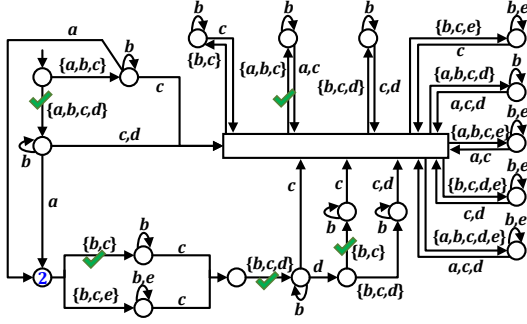 a
b
c
b
b
b,e
{b,c,e}
c
b
{a,b,c}
c
{b,c}
{a,b,c}
a,c
{b,c,d}
c,d
{a,b,c,d}
a,c,d
b
{a,b,c,d}
b,e
{a,b,c,e}
a,c
b
c,d
b,e
{b,c,d,e}
c,d
a
c
c
c,d
b,e
{a,b,c,d,e}
a,c,d
b
b
b
{b,c}
c
{b,c}
2
{b,c,d}
d
b
{b,c,d}
{b,c,e}
b,e
c